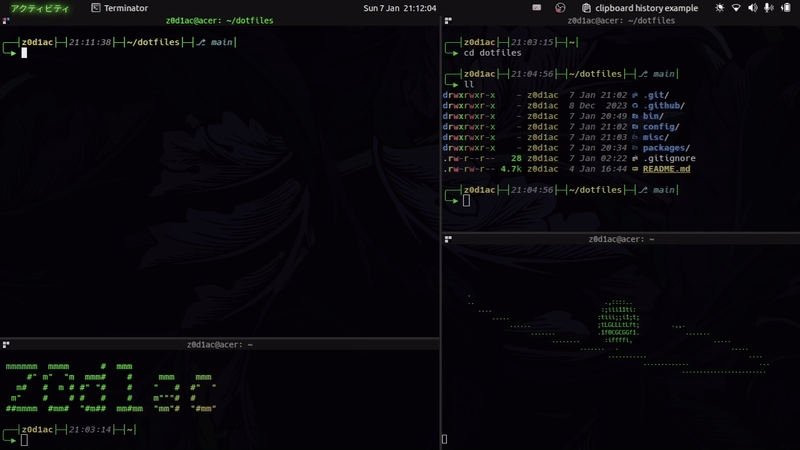 アクティビティ Terminator Sun 7 Jan 21:12:04 clipboard history example
z0d1ac@acer: ~/dotfiles
z0d1ac 21:11:38 ~/dotfiles main
z0d1ac@acer: ~
z0d1ac
z0d1ac 21:03:14 ~
z0d1ac@acer: ~/dotfiles
z0d1ac 21:03:15 ~
cd dotfiles
z0d1ac 21:04:56 ~/dotfiles main
ll
drwxrwxr-x - z0d1ac 7 Jan 21:02 .git/
drwxrwxr-x - z0d1ac 8 Dec 2023 .github/
drwxrwxr-x - z0d1ac 7 Jan 20:49 bin/
drwxrwxr-x - z0d1ac 7 Jan 21:02 config/
drwxrwxr-x - z0d1ac 7 Jan 21:03 misc/
drwxrwxr-x - z0d1ac 7 Jan 20:34 packages/
.rw-r--r-- 28 z0d1ac 7 Jan 02:22 .gitignore
.rw-rw-r-- 4.7k z0d1ac 4 Jan 16:44 README.md
z0d1ac 21:04:56 ~/dotfiles main
z0d1ac@acer: ~